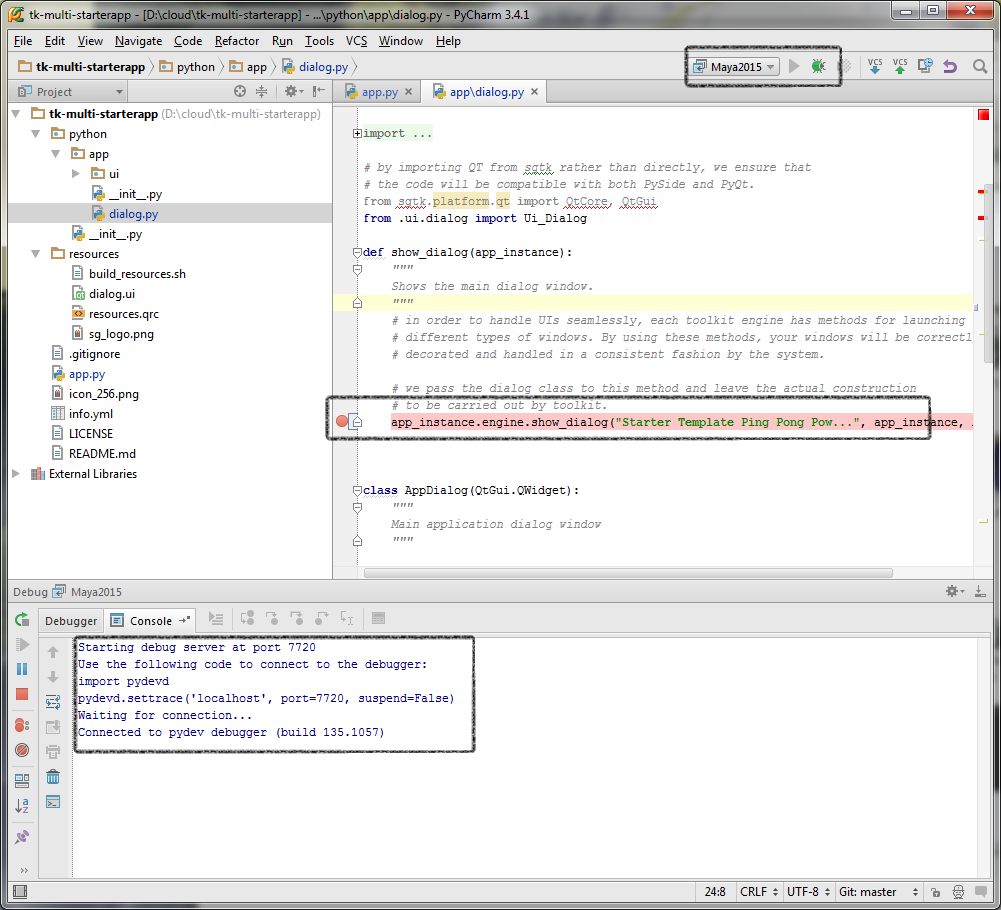 tk-multi-starterapp - [D:\cloud\tk-multi-starterapp] - ...\python\app\dialog.py - PyCharm 3.4.1
File Edit View Navigate Code Refactor Run Tools VCS Window Help
tk-multi-starterapp python app dialog.py Maya2015 VCS VCS
Project app.py app\dialog.py
tk-multi-starterapp (D:\cloud\tk-multi-starterapp)
python
app
ui
__init__.py
dialog.py
__init__.py
resources
build_resources.sh
dialog.ui
resources.qrc
sg_logo.png
.gitignore
app.py
icon_256.png
info.yml
LICENSE
README.md
External Libraries
import ...
# by importing QT from sgtk rather than directly, we ensure that
# the code will be compatible with both PySide and PyQt.
from sgtk.platform.qt import QtCore, QtGui
from .ui.dialog import Ui_Dialog
def show_dialog(app_instance):
"""
Shows the main dialog window.
"""
# in order to handle UIs seamlessly, each toolkit engine has methods for launching
# different types of windows. By using these methods, your windows will be correctly
# decorated and handled in a consistent fashion by the system.
# we pass the dialog class to this method and leave the actual construction
# to be carried out by toolkit.
app_instance.engine.show_dialog("Starter Template Ping Pong Pow...", app_instance,
class AppDialog(QtGui.QWidget):
"""
Main application dialog window
"""
Debug Maya2015
Debugger Console
Starting debug server at port 7720
Use the following code to connect to the debugger:
import pydevd
pydevd.settrace('localhost', port=7720, suspend=False)
Waiting for connection...
Connected to pydev debugger (build 135.1057)
24:8 CRLF UTF-8 Git: master